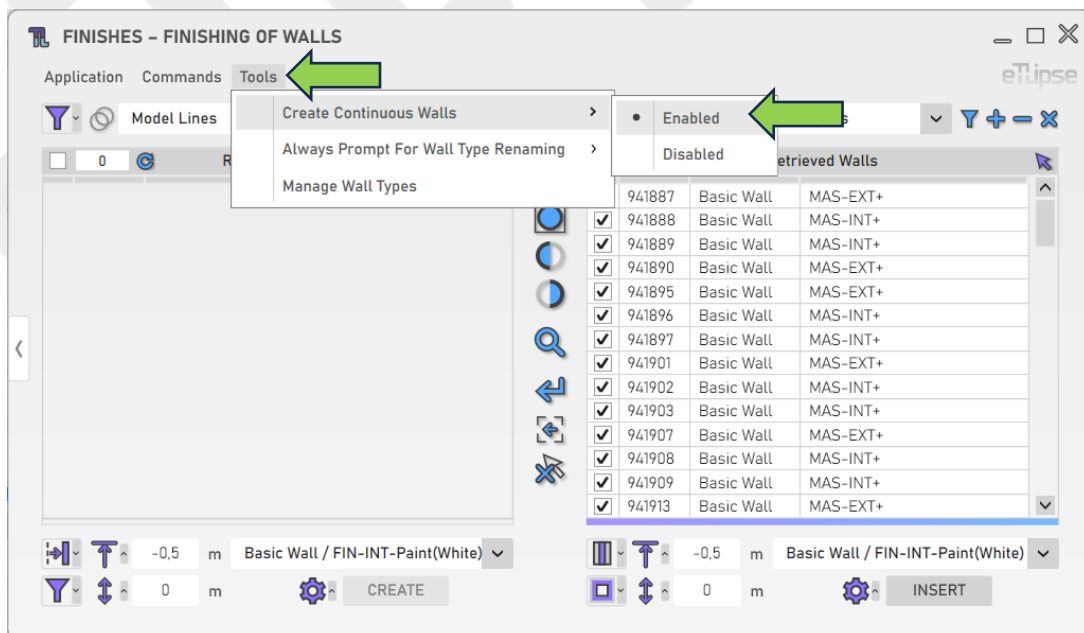 FINISHES – FINISHING OF WALLS
Application Commands Tools
eTLipse
Model Lines
Create Continuous Walls
Enabled
Always Prompt For Wall Type Renaming
Disabled
Manage Wall Types
0
etrieved Walls
941887 Basic Wall MAS-EXT+
941888 Basic Wall MAS-INT+
941889 Basic Wall MAS-INT+
941890 Basic Wall MAS-EXT+
941895 Basic Wall MAS-EXT+
941896 Basic Wall MAS-INT+
941897 Basic Wall MAS-INT+
941901 Basic Wall MAS-EXT+
941902 Basic Wall MAS-INT+
941903 Basic Wall MAS-INT+
941907 Basic Wall MAS-EXT+
941908 Basic Wall MAS-INT+
941909 Basic Wall MAS-INT+
941913 Basic Wall MAS-EXT+
-0,5 m Basic Wall / FIN-INT-Paint(White) -0,5 m Basic Wall / FIN-INT-Paint(White)
0 m CREATE 0 m INSERT